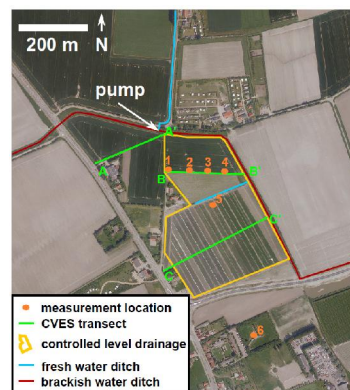 200 m
N
pump
A
A
1
2
3
4
B
B
5
C
C
6
measurement location
CVES transect
controlled level drainage
fresh water ditch
brackish water ditch